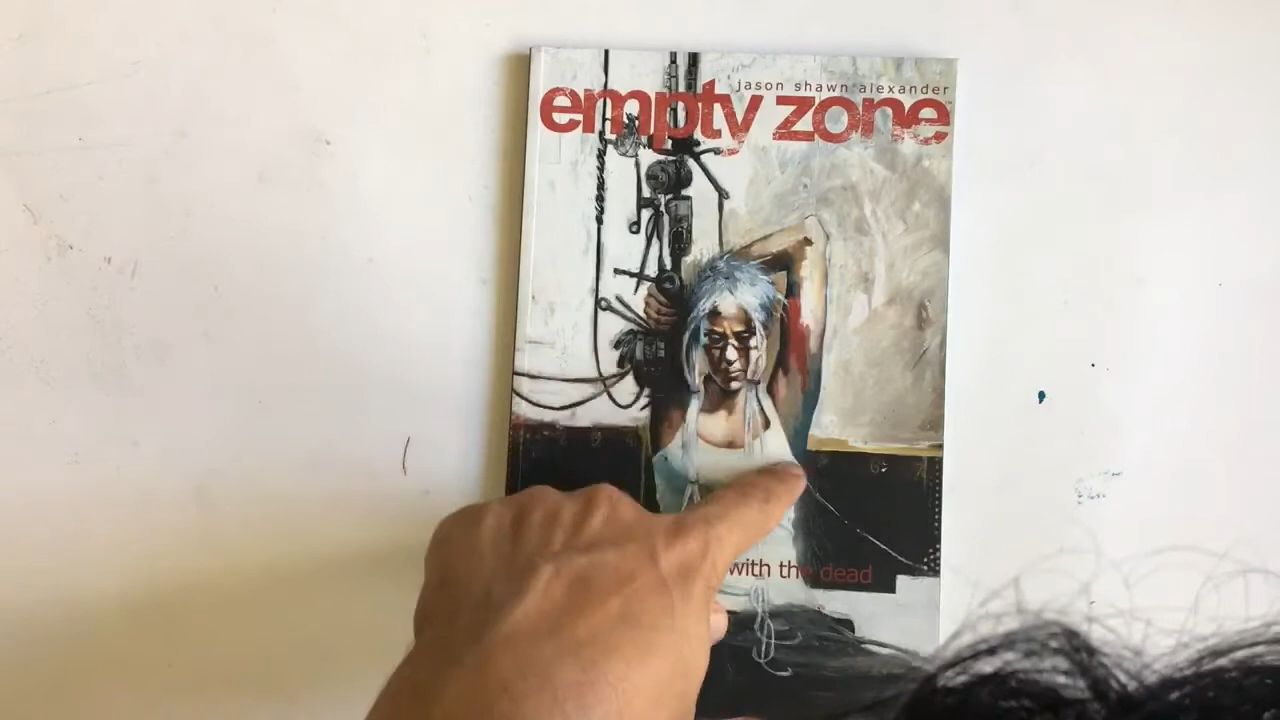 jason shawn alexander
empty zone
with the dead